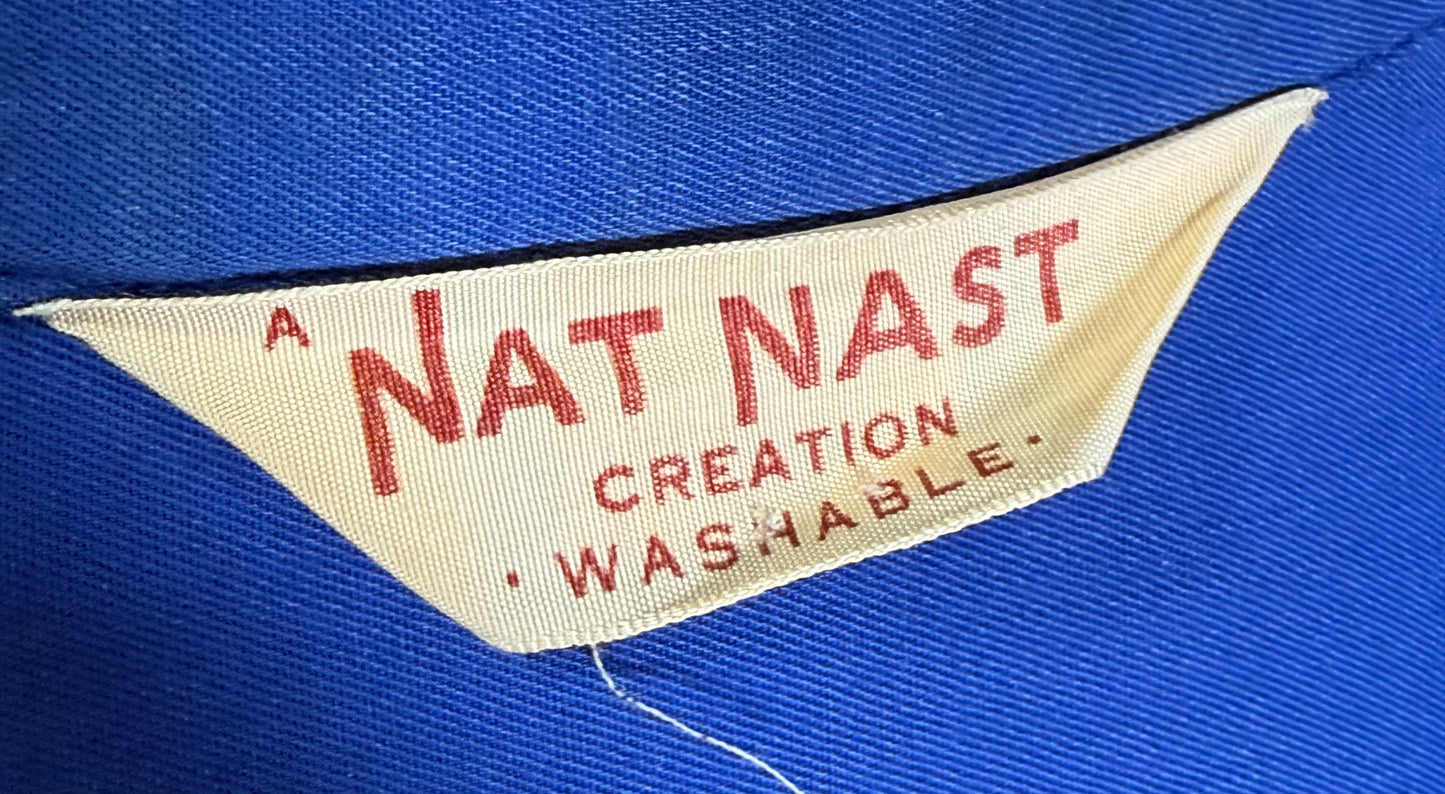 A
NAT NAST
CREATION
· WASHABLE ·